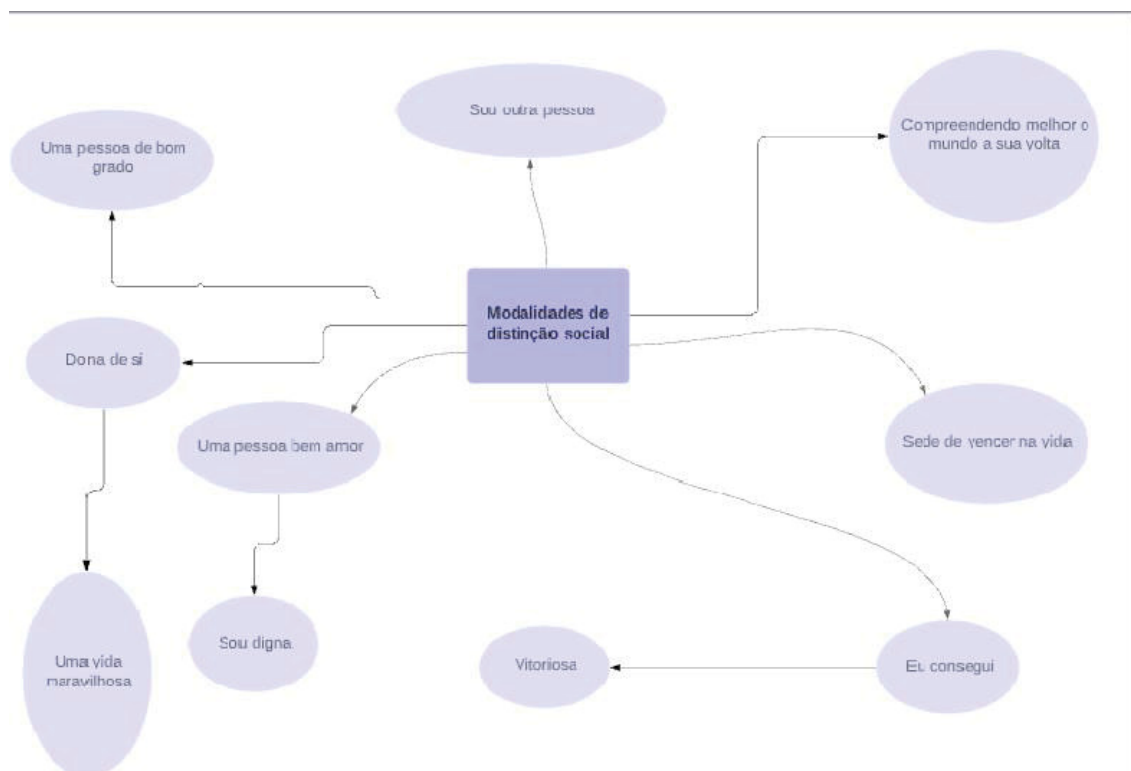 Sou outra pessoa
Compreendendo melhor o
mundo a sua volta
Uma pessoa de bom
grado
Modalidades de
distinção social
Dona de si
Uma pessoa bem amor
Sede de vencer na vida
Sou digna
Uma vida
maravilhosa
Vitoriosa
Eu consegui